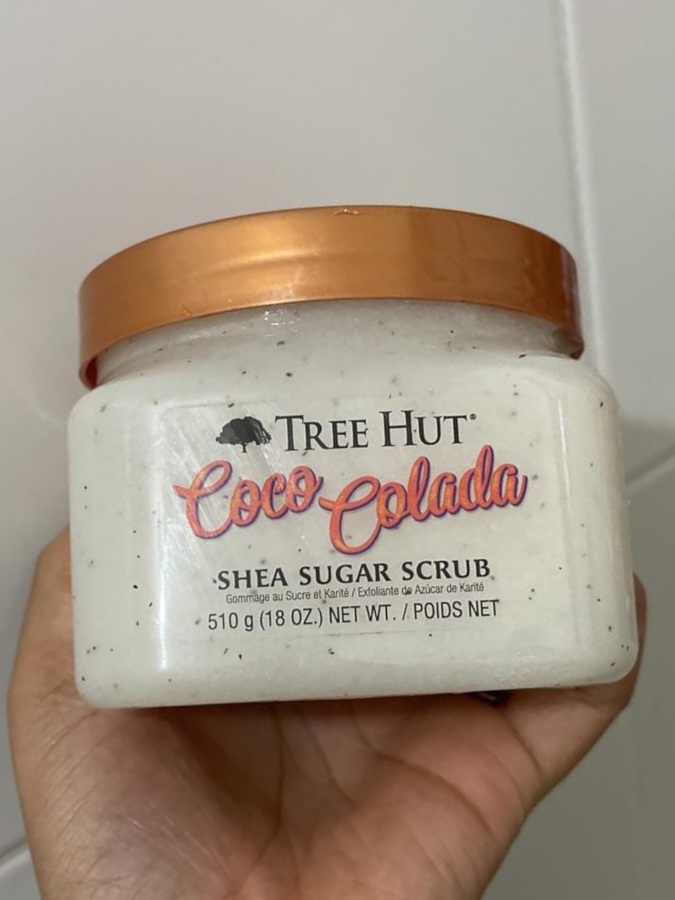 TREE HUT®
Coco Colada
SHEA SUGAR SCRUB
Gommage au Sucre et Karité / Exfoliante de Azúcar de Karité
510 g (18 OZ.) NET WT. / POIDS NET